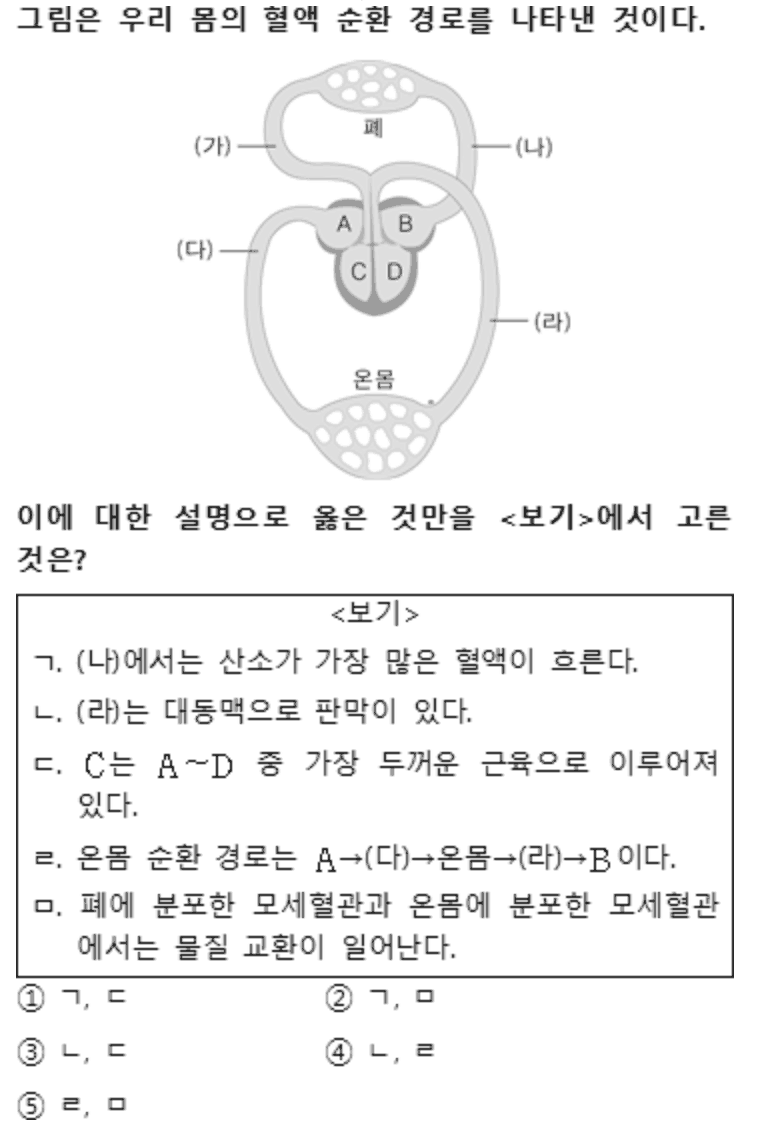 그림은 우리 몸의 혈액 순환 경로를 나타낸 것이다.
폐
(가)
(나)
A
B
(다)
C
D
(라)
온몸
이에 대한 설명으로 옳은 것만을 <보기>에서 고른
것은?
<보기>
ㄱ. (나)에서는 산소가 가장 많은 혈액이 흐른다.
ㄴ. (라)는 대동맥으로 판막이 있다.
ㄷ. C는 A~D 중 가장 두꺼운 근육으로 이루어져
있다.
ㄹ. 온몸 순환 경로는 A→(다)→온몸→(라)→B이다.
ㅁ. 폐에 분포한 모세혈관과 온몸에 분포한 모세혈관
에서는 물질 교환이 일어난다.
① ㄱ, ㄷ ② ㄱ, ㅁ
③ ㄴ, ㄷ ④ ㄴ, ㄹ
⑤ ㄹ, ㅁ